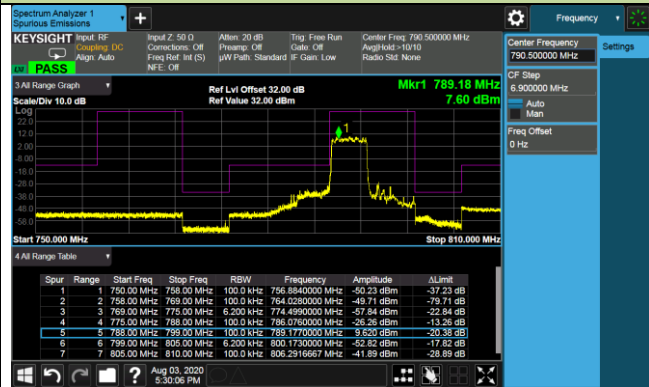 Spectrum Analyzer 1
Spurious Emissions
Frequency
KEYSIGHT
Input: RF
Coupling: DC
Align: Auto
Input Z: 50 Ω
Corrections: Off
Freq Ref: Int (S)
NFE: Off
Atten: 20 dB
Preamp: Off
µW Path: Standard
Trig: Free Run
Gate: Off
IF Gain: Low
Center Freq: 790.500000 MHz
Avg|Hold:>10/10
Radio Std: None
PASS
3 All Range Graph
Scale/Div 10.0 dB
Ref Lvl Offset 32.00 dB
Ref Value 32.00 dBm
Mkr1 789.18 MHz
7.60 dBm
Log
22.0
12.0
2.00
-8.00
-18.0
-28.0
-38.0
-48.0
-58.0
1
Start 750.000 MHz
Stop 810.000 MHz
4 All Range Table
Spur Range Start Freq Stop Freq RBW Frequency Amplitude ΔLimit
1 1 750.00 MHz 758.00 MHz 100.0 kHz 756.8840000 MHz -50.23 dBm -37.23 dB
2 2 758.00 MHz 769.00 MHz 100.0 kHz 764.0280000 MHz -49.71 dBm -79.71 dB
3 3 769.00 MHz 775.00 MHz 6.200 kHz 774.4990000 MHz -57.84 dBm -22.84 dB
4 4 775.00 MHz 788.00 MHz 100.0 kHz 786.0760000 MHz -26.26 dBm -13.26 dB
5 5 788.00 MHz 799.00 MHz 100.0 kHz 789.1770000 MHz 9.620 dBm -20.38 dB
6 6 799.00 MHz 805.00 MHz 6.200 kHz 800.1730000 MHz -52.82 dBm -17.82 dB
7 7 805.00 MHz 810.00 MHz 100.0 kHz 806.2916667 MHz -41.89 dBm -28.89 dB
Aug 03, 2020
5:30:06 PM
Center Frequency
790.500000 MHz
Settings
CF Step
6.900000 MHz
Auto
Man
Freq Offset
0 Hz